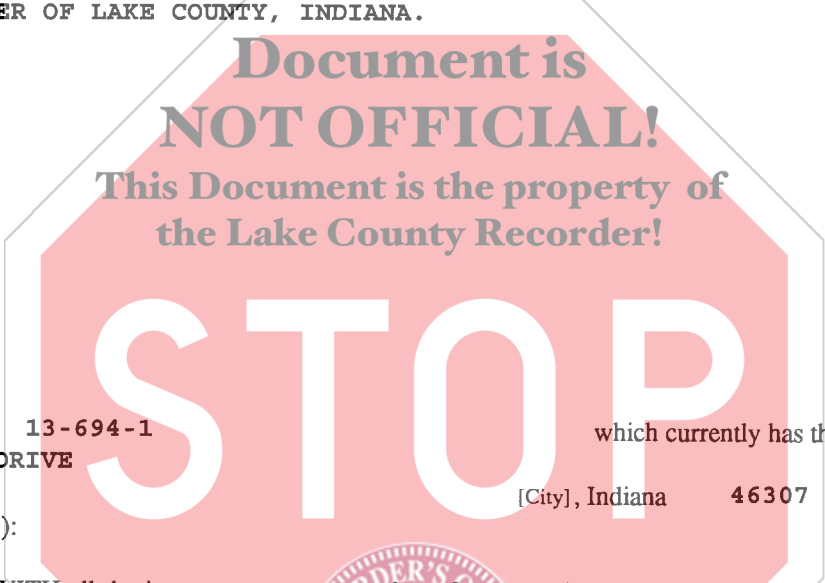 ER OF LAKE COUNTY, INDIANA.
Document is
NOT OFFICIAL!
This Document is the property of
the Lake County Recorder!
STOP
13-694-1 which currently has th
DRIVE
[City], Indiana 46307
):